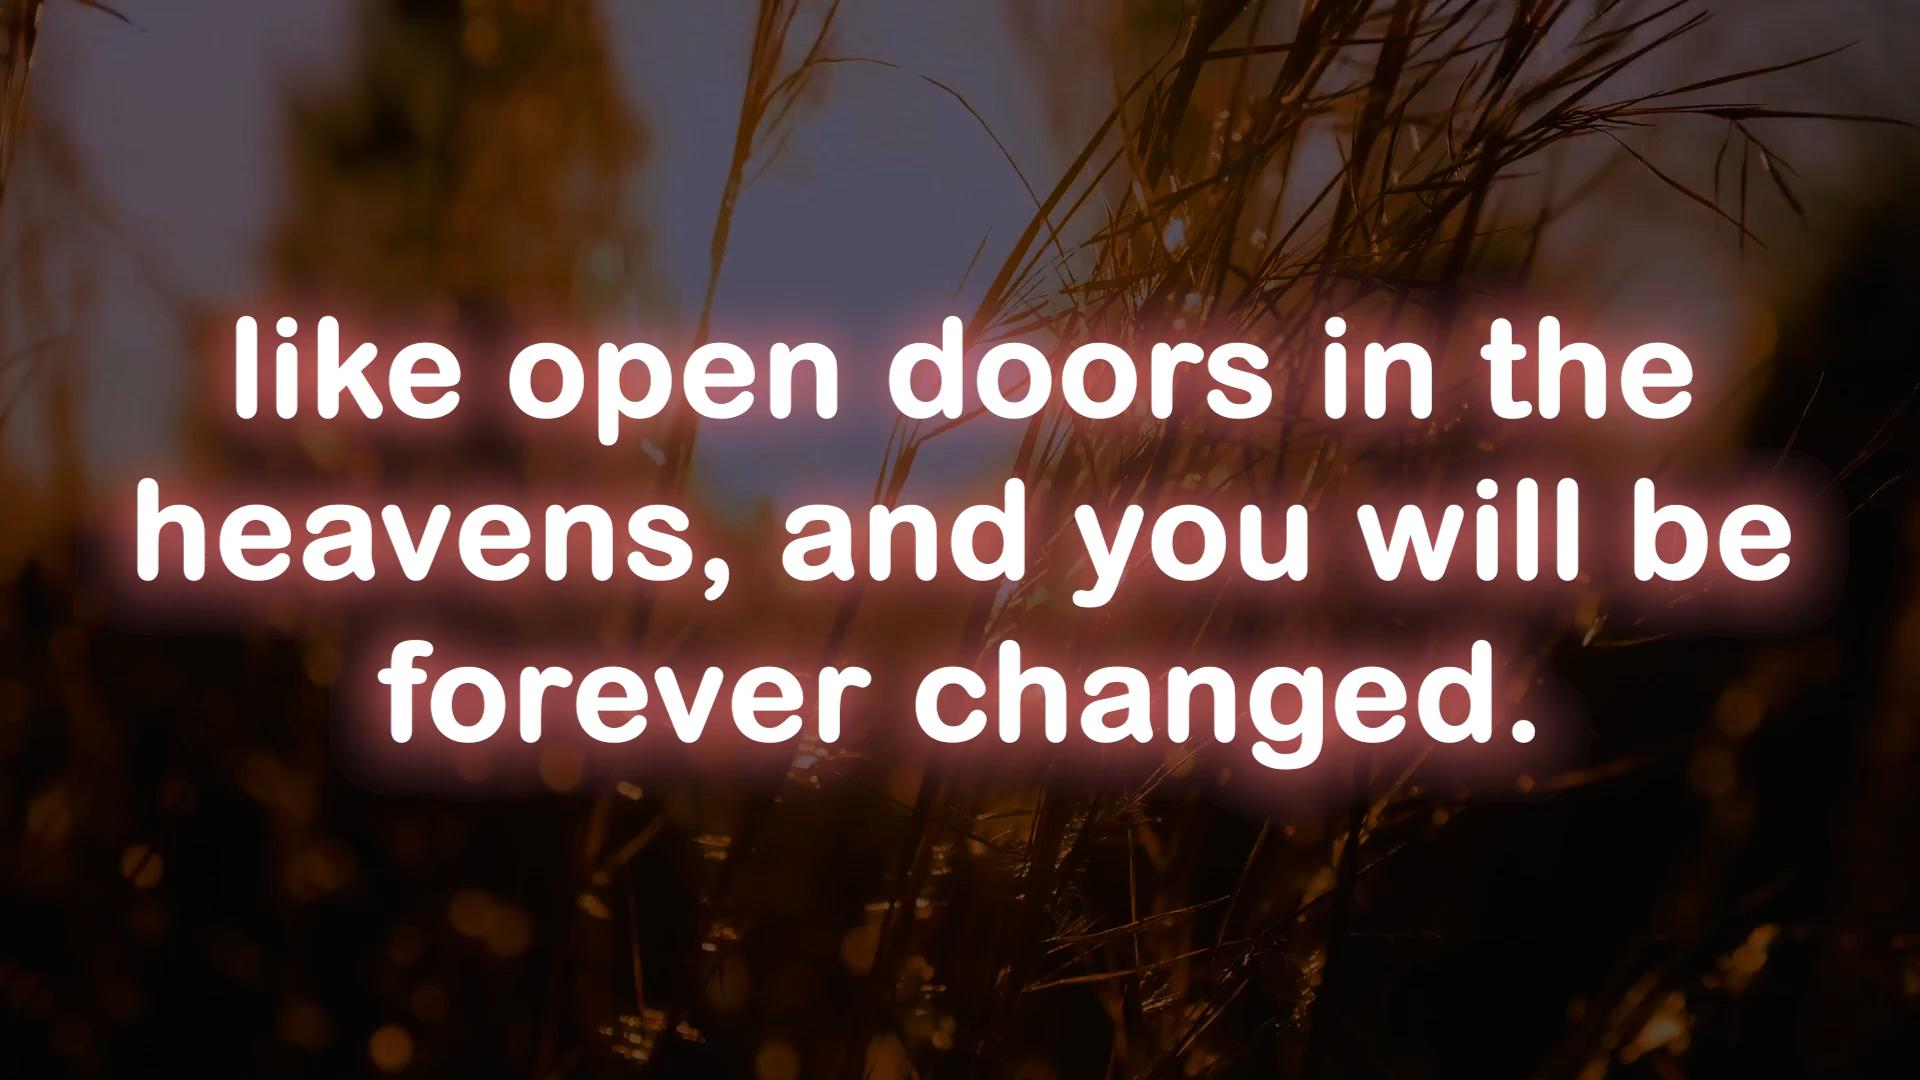 like open doors in the
heavens, and you will be
forever changed.